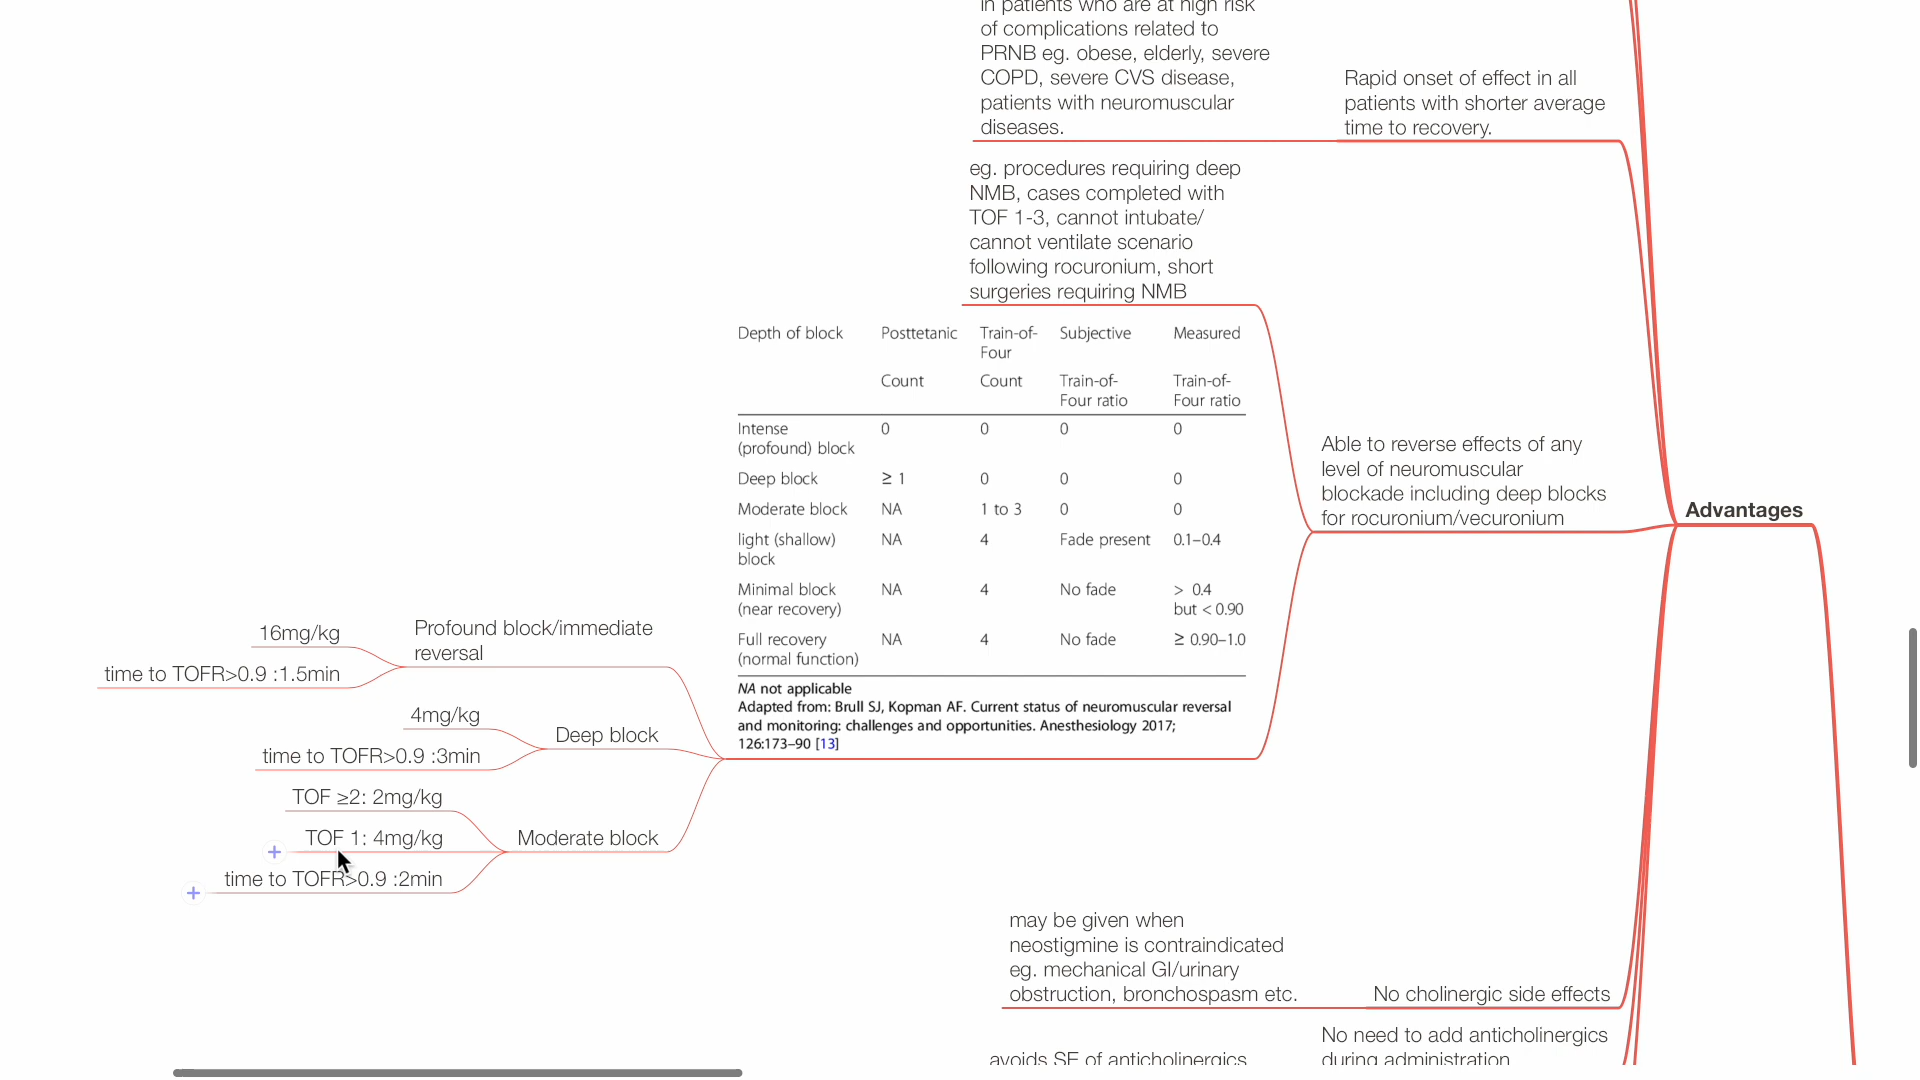 in patients who are at high risk
of complications related to
PRNB eg. obese, elderly, severe
COPD, severe CVS disease,
patients with neuromuscular
diseases.
Rapid onset of effect in all
patients with shorter average
time to recovery.
eg. procedures requiring deep
NMB, cases completed with
TOF 1-3, cannot intubate/
cannot ventilate scenario
following rocuronium, short
surgeries requiring NMB
Depth of block Posttetanic Train-of- Subjective Measured
Four
Count Count Train-of- Train-of-
Four ratio Four ratio
Intense 0 0 0 0
(profound) block
Deep block ≥ 1 0 0 0
Moderate block NA 1 to 3 0 0
light (shallow) NA 4 Fade present 0.1–0.4
block
Minimal block NA 4 No fade > 0.4
(near recovery) but < 0.90
Full recovery NA 4 No fade ≥ 0.90–1.0
(normal function)
NA not applicable
Adapted from: Brull SJ, Kopman AF. Current status of neuromuscular reversal
and monitoring: challenges and opportunities. Anesthesiology 2017;
126:173–90 [13]
Able to reverse effects of any
level of neuromuscular
blockade including deep blocks
for rocuronium/vecuronium
Advantages
Profound block/immediate
reversal
16mg/kg
time to TOFR>0.9 :1.5min
Deep block
4mg/kg
time to TOFR>0.9 :3min
Moderate block
TOF ≥2: 2mg/kg
TOF 1: 4mg/kg
time to TOFR>0.9 :2min
may be given when
neostigmine is contraindicated
eg. mechanical GI/urinary
obstruction, bronchospasm etc.
No cholinergic side effects
No need to add anticholinergics
during administration
avoids SE of anticholinergics